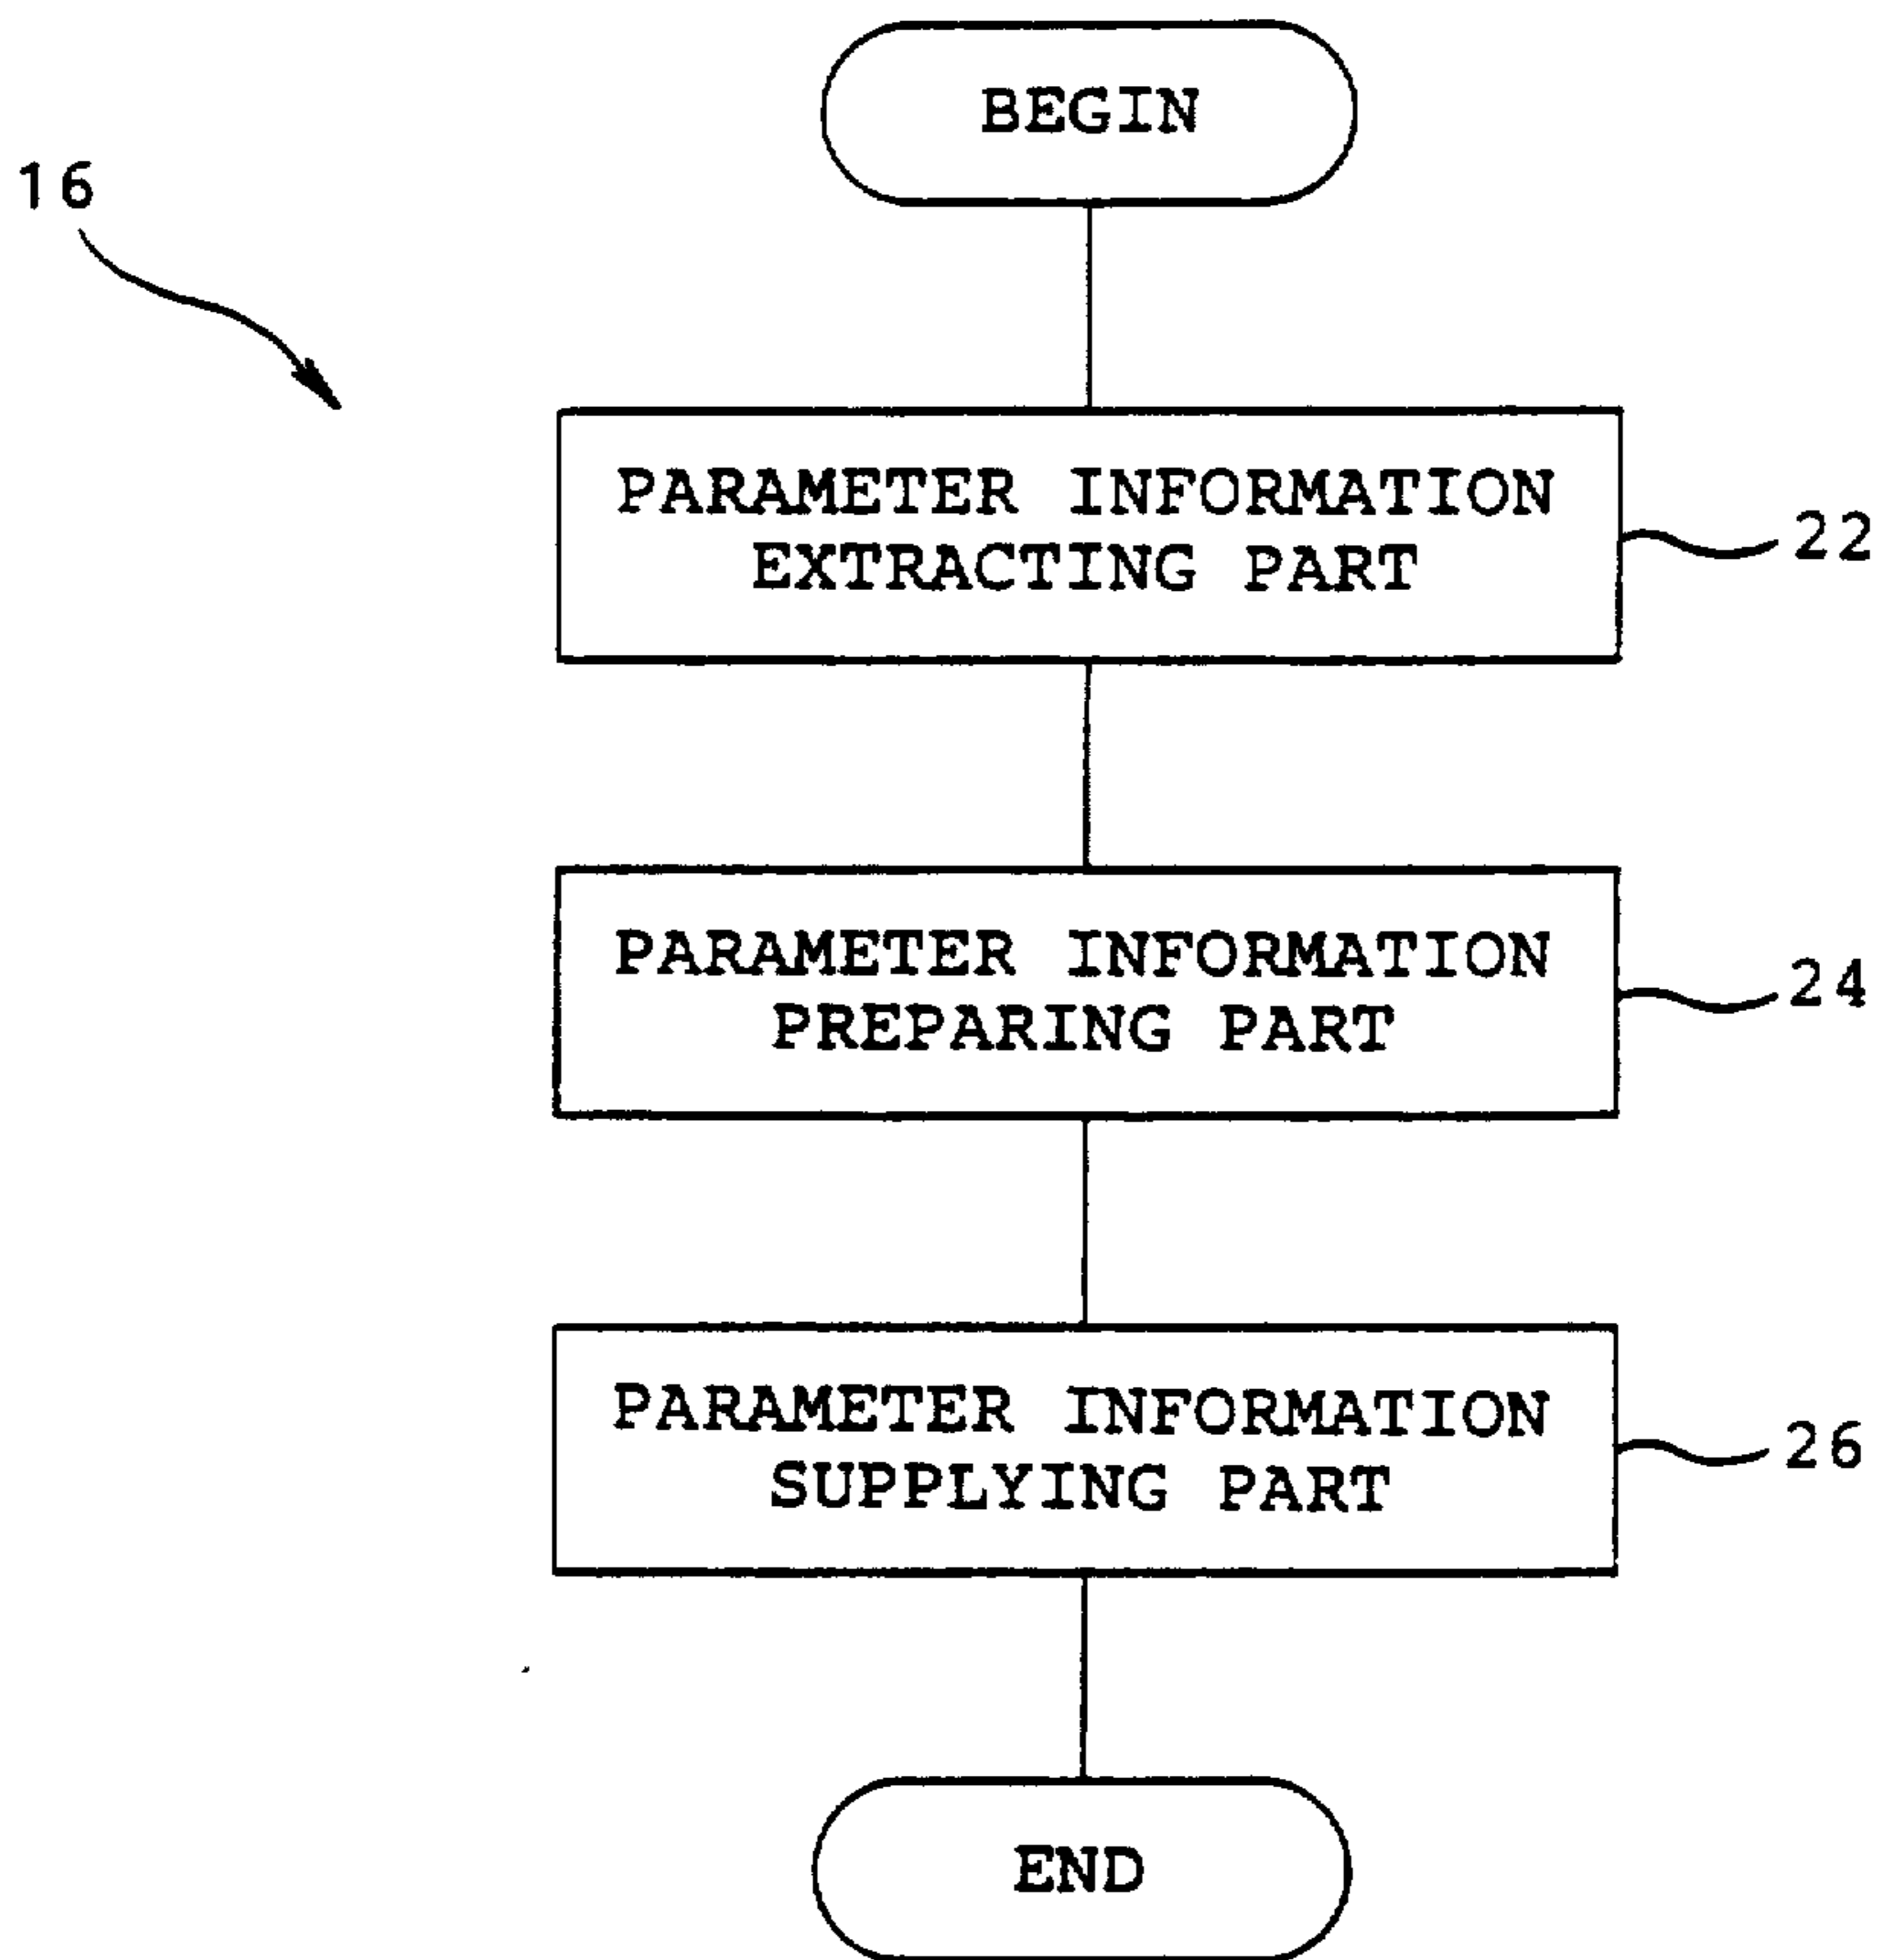 BEGIN
16
PARAMETER INFORMATION
EXTRACTING PART
22
PARAMETER INFORMATION
PREPARING PART
24
PARAMETER INFORMATION
SUPPLYING PART
26
END